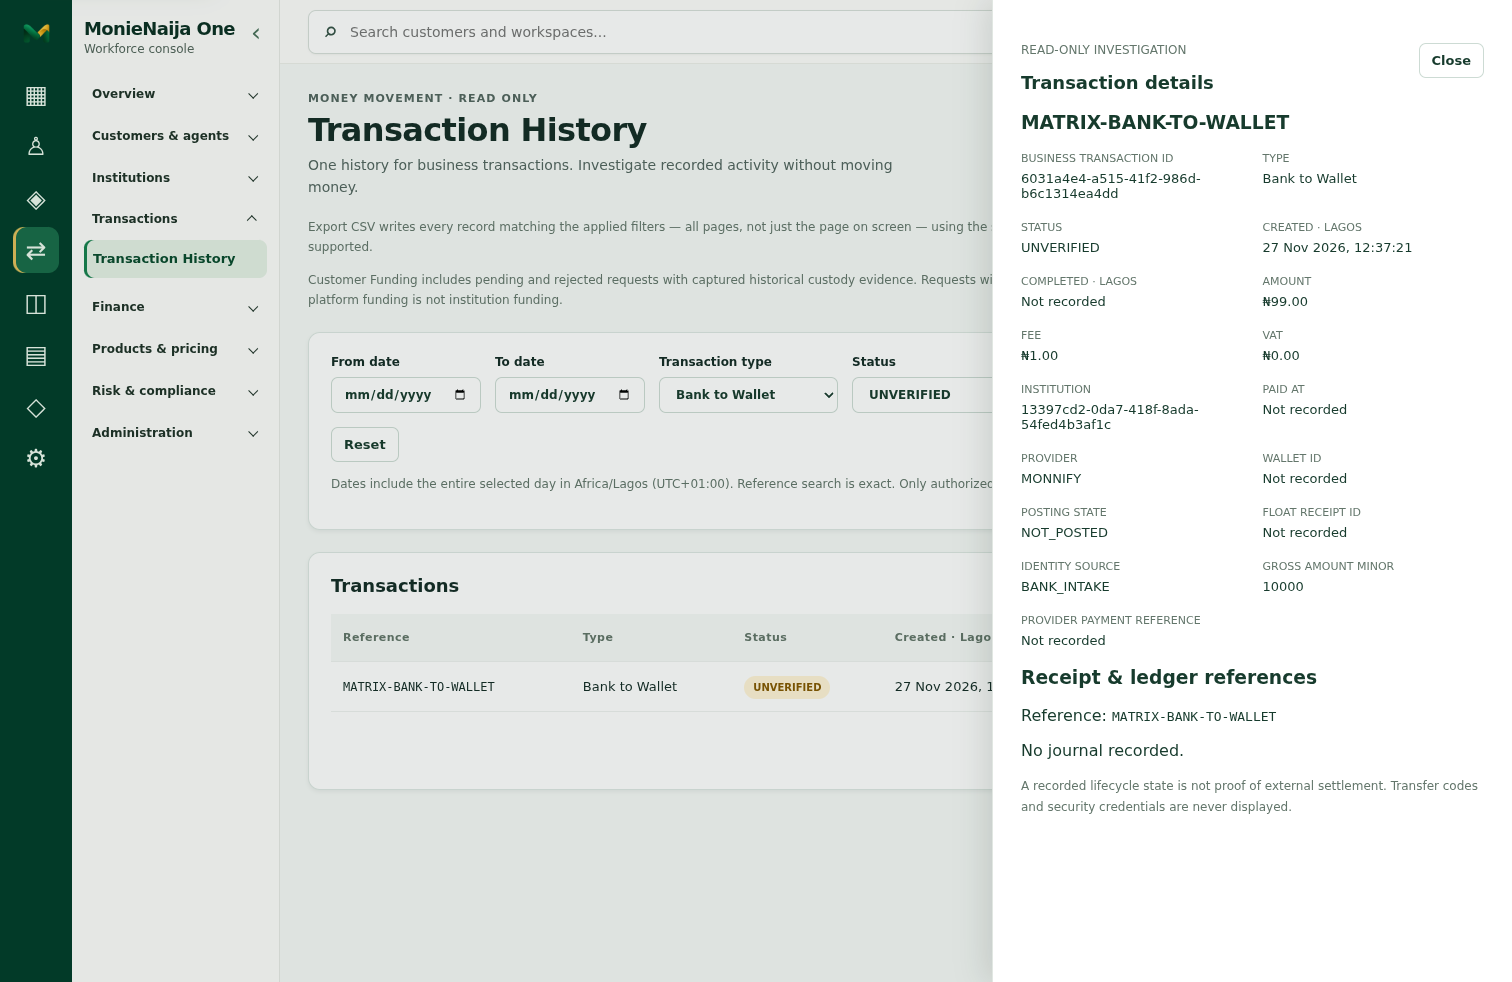 MonieNaija One
Workforce console
Overview
Customers & agents
Institutions
Transactions
Transaction History
Finance
Products & pricing
Risk & compliance
Administration
Search customers and workspaces...
MONEY MOVEMENT · READ ONLY
Transaction History
One history for business transactions. Investigate recorded activity without moving
money.
Export CSV writes every record matching the applied filters — all pages, not just the page on screen — using the
supported.
Customer Funding includes pending and rejected requests with captured historical custody evidence. Requests
platform funding is not institution funding.
From date
To date
Transaction type
Status
mm/dd/yyyy
mm/dd/yyyy
Bank to Wallet
UNVERIFIED
Reset
Dates include the entire selected day in Africa/Lagos (UTC+01:00). Reference search is exact. Only authorized
Transactions
Reference
Type
Status
Created · Lago
MATRIX-BANK-TO-WALLET
Bank to Wallet
UNVERIFIED
27 Nov 2026, 1
READ-ONLY INVESTIGATION
Close
Transaction details
MATRIX-BANK-TO-WALLET
BUSINESS TRANSACTION ID
6031a4e4-a515-41f2-986d-
b6c1314ea4dd
TYPE
Bank to Wallet
STATUS
UNVERIFIED
CREATED · LAGOS
27 Nov 2026, 12:37:21
COMPLETED · LAGOS
Not recorded
AMOUNT
₦99.00
FEE
₦1.00
VAT
₦0.00
INSTITUTION
13397cd2-0da7-418f-8ada-
54fed4b3af1c
PAID AT
Not recorded
PROVIDER
MONNIFY
WALLET ID
Not recorded
POSTING STATE
NOT_POSTED
FLOAT RECEIPT ID
Not recorded
IDENTITY SOURCE
BANK_INTAKE
GROSS AMOUNT MINOR
10000
PROVIDER PAYMENT REFERENCE
Not recorded
Receipt & ledger references
Reference: MATRIX-BANK-TO-WALLET
No journal recorded.
A recorded lifecycle state is not proof of external settlement. Transfer codes
and security credentials are never displayed.